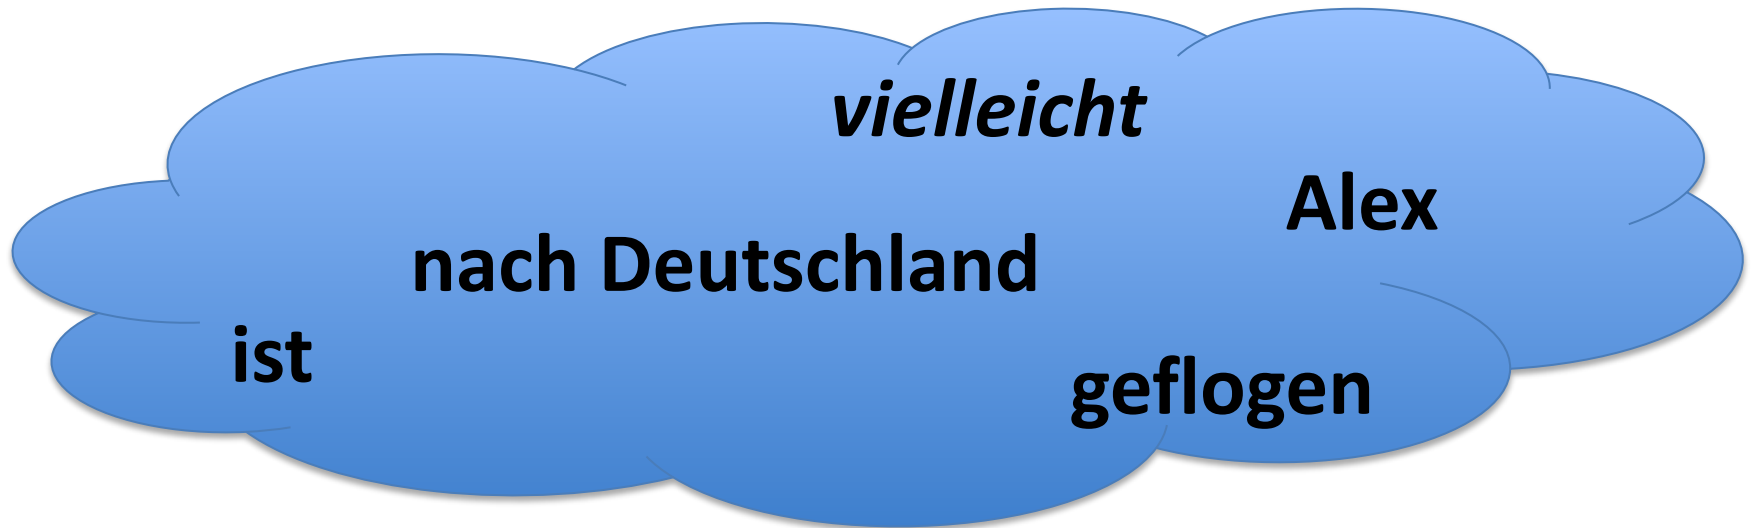 vielleicht
Alex
nach Deutschland
ist
geflogen